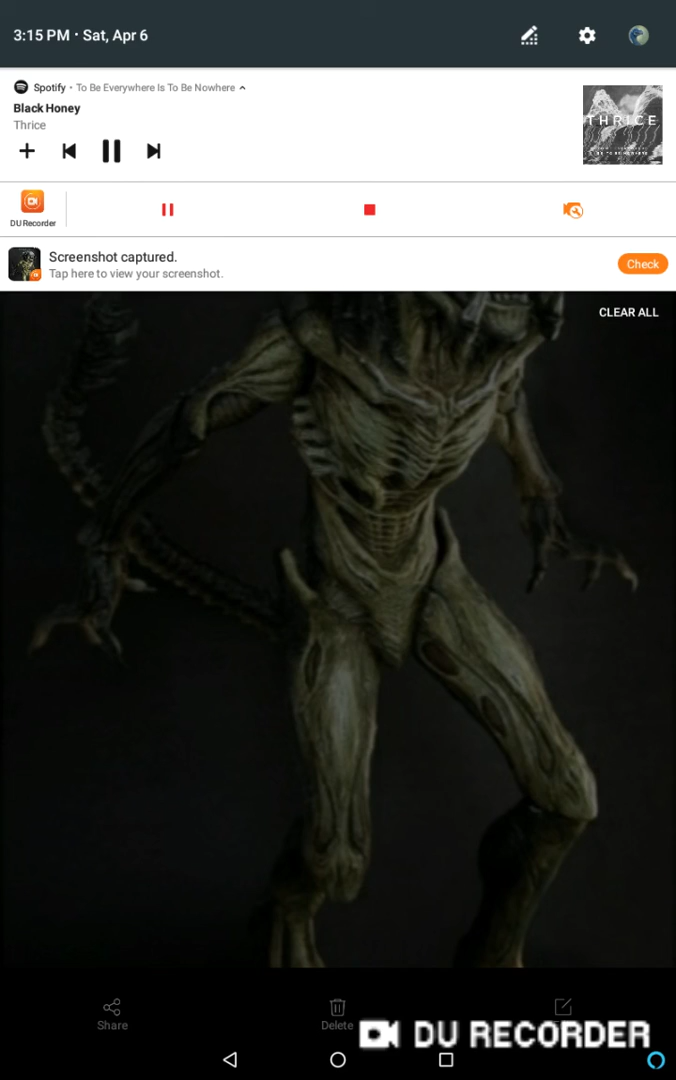 3:15 PM • Sat, Apr 6
Spotify • To Be Everywhere Is To Be Nowhere
Black Honey
Thrice
THRICE
DU Recorder
Screenshot captured.
Tap here to view your screenshot.
Check
CLEAR ALL
Share
Delete
DU RECORDER